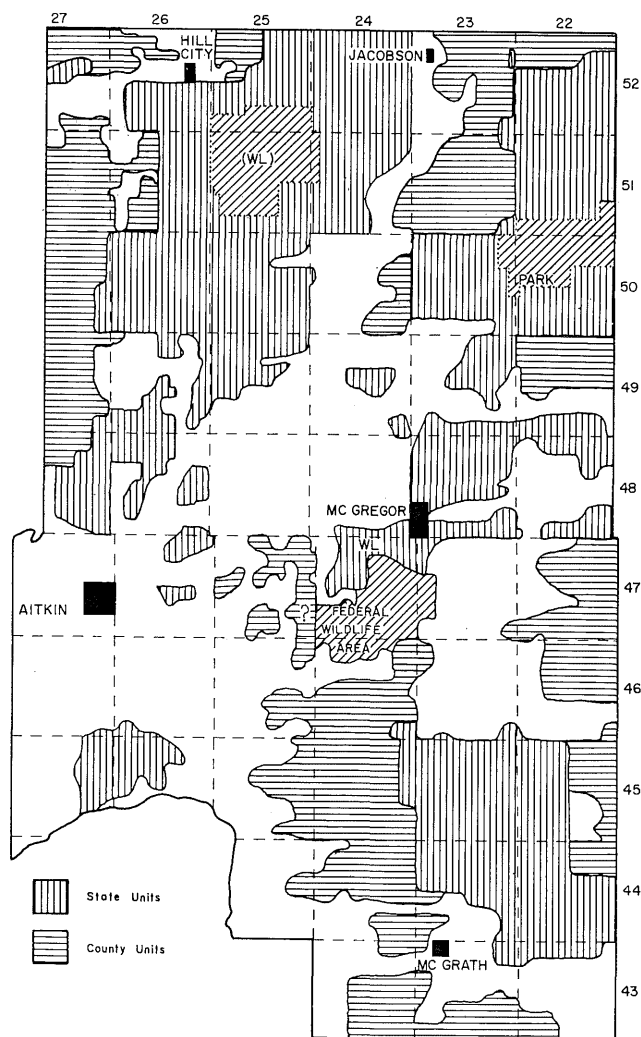 27 26 25 24 23 22
HILL
CITY
JACOBSON
52
(WL)
51
PARK
50
49
48
MC GREGOR
WL
47
AITKIN
?
FEDERAL
WILDLIFE
AREA
46
45
44
State Units
County Units
MC GRATH
43